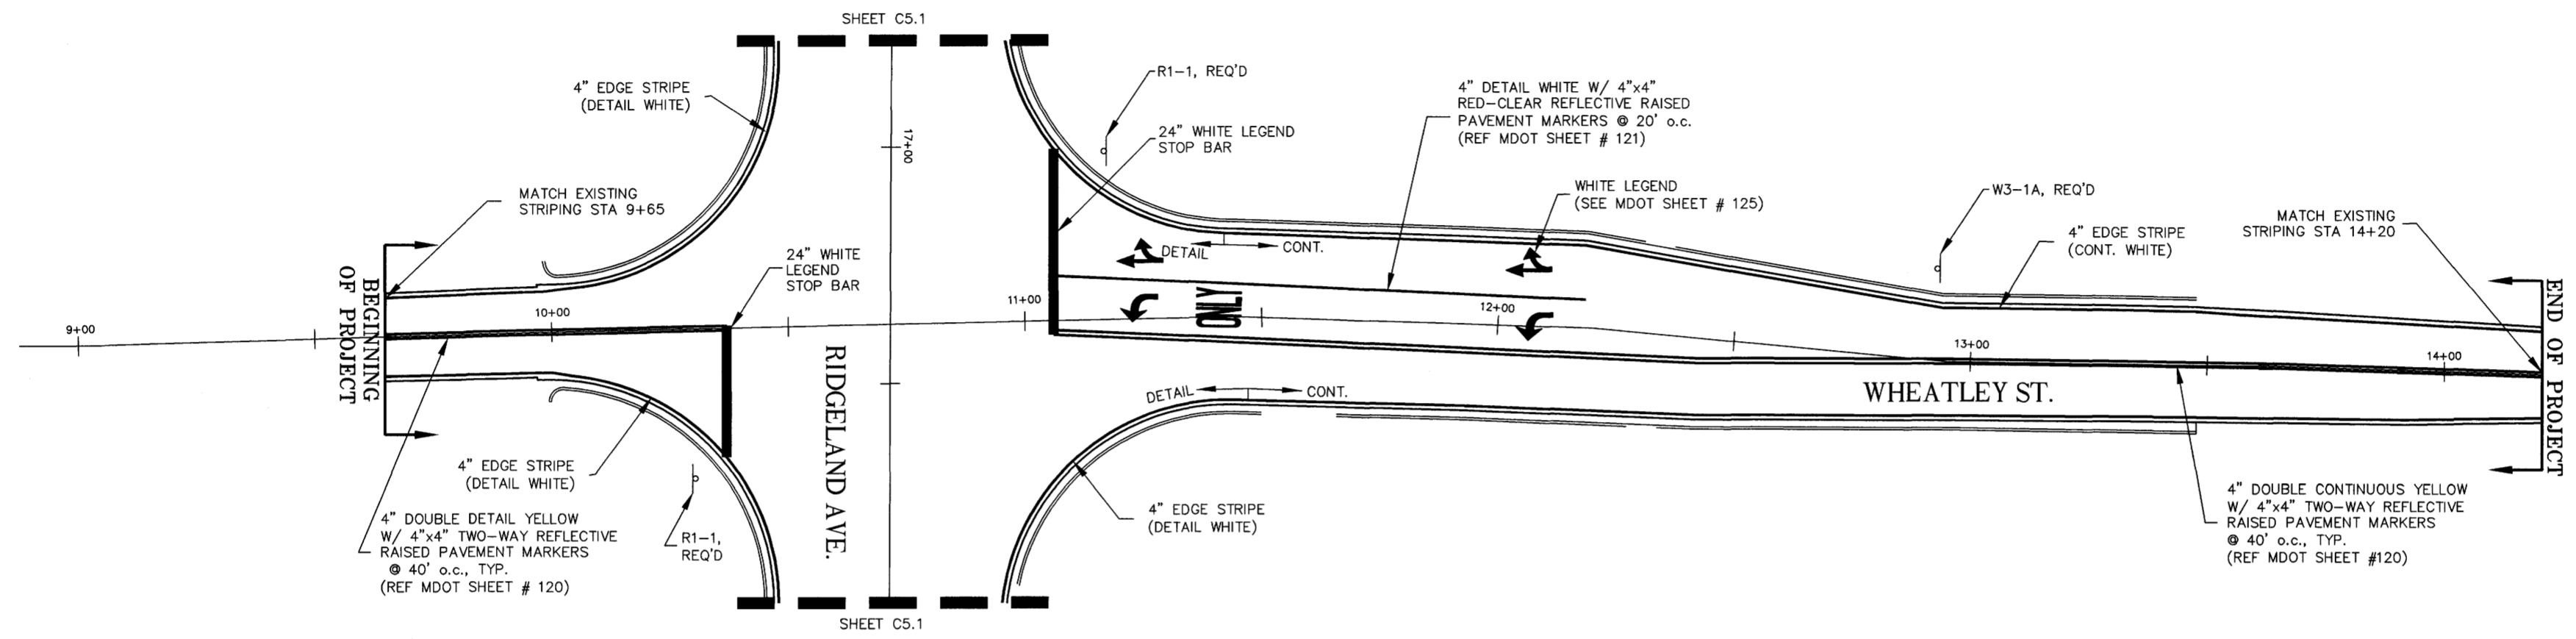 SHEET C5.1
4" EDGE STRIPE
(DETAIL WHITE)
R1-1, REQ'D
24" WHITE LEGEND
STOP BAR
4" DETAIL WHITE W/ 4"x4"
RED-CLEAR REFLECTIVE RAISED
PAVEMENT MARKERS @ 20' o.c.
(REF MDOT SHEET # 121)
17+00
MATCH EXISTING
STRIPING STA 9+65
WHITE LEGEND
(SEE MDOT SHEET # 125)
W3-1A, REQ'D
MATCH EXISTING
STRIPING STA 14+20
4" EDGE STRIPE
(CONT. WHITE)
24" WHITE
LEGEND
STOP BAR
DETAIL
CONT.
BEGINNING
OF PROJECT
9+00
10+00
11+00
ONLY
12+00
13+00
14+00
END OF PROJECT
RIDGELAND AVE.
WHEATLEY ST.
DETAIL
CONT.
4" EDGE STRIPE
(DETAIL WHITE)
4" DOUBLE DETAIL YELLOW
W/ 4"x4" TWO-WAY REFLECTIVE
RAISED PAVEMENT MARKERS
@ 40' o.c., TYP.
(REF MDOT SHEET # 120)
R1-1,
REQ'D
4" EDGE STRIPE
(DETAIL WHITE)
4" DOUBLE CONTINUOUS YELLOW
W/ 4"x4" TWO-WAY REFLECTIVE
RAISED PAVEMENT MARKERS
@ 40' o.c., TYP.
(REF MDOT SHEET #120)
SHEET C5.1